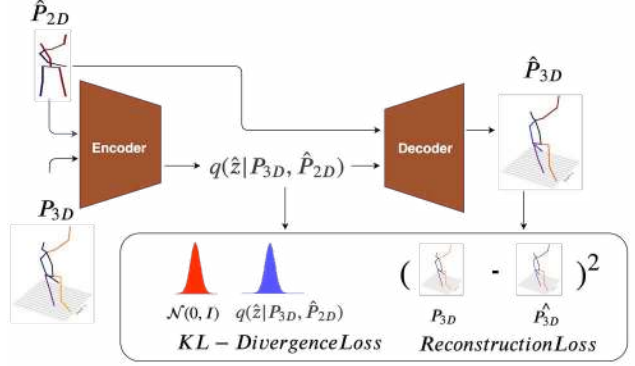 P̂₂D
P̂₃D
Encoder
Decoder
q(ẑ|P₃D, P̂₂D)
P₃D
( - )²
N(0, I) q(ẑ|P₃D, P̂₂D) P₃D P̂₃D
KL − DivergenceLoss ReconstructionLoss